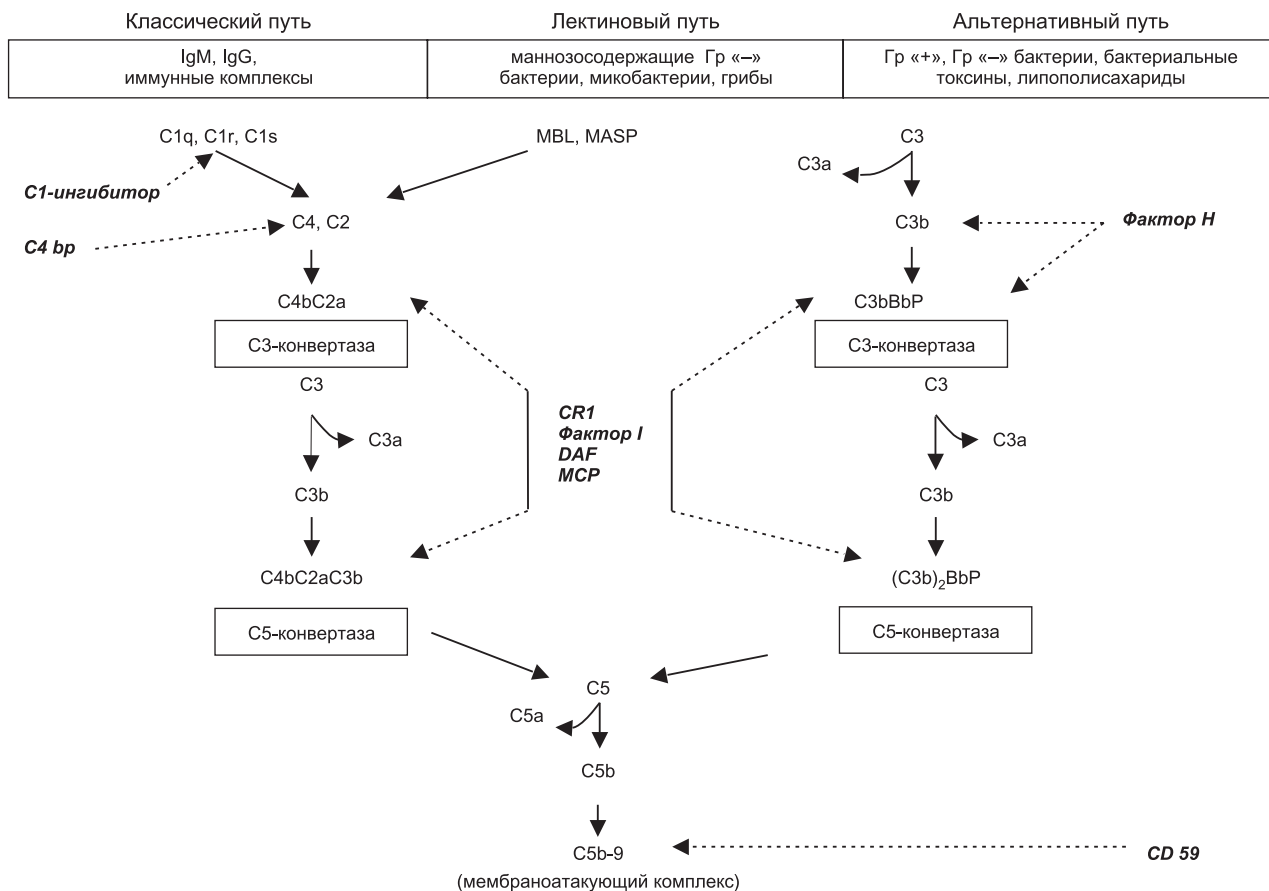 Классический путь
Лектиновый путь
Альтернативный путь
IgM, IgG,
иммунные комплексы
маннозосодержащие Гр «–»
бактерии, микобактерии, грибы
Гр «+», Гр «–» бактерии, бактериальные
токсины, липополисахариды
C1q, C1r, C1s
MBL, MASP
C3
C3a
C1-ингибитор
C4, C2
C3b
Фактор H
C4 bp
C4bC2a
C3bBbP
C3-конвертаза
C3-конвертаза
C3
C3
CR1
Фактор I
DAF
MCP
C3a
C3a
C3b
C3b
C4bC2aC3b
(C3b)₂BbP
C5-конвертаза
C5-конвертаза
C5
C5a
C5b
C5b-9
CD 59
(мембраноатакующий комплекс)